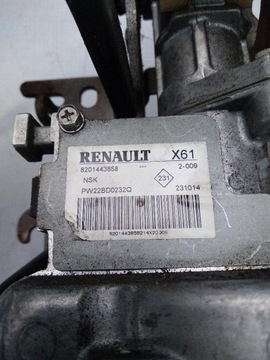 RENAULT X61
8201443858 --- 2-009
NSK 231
PW22BD0232Q 231014